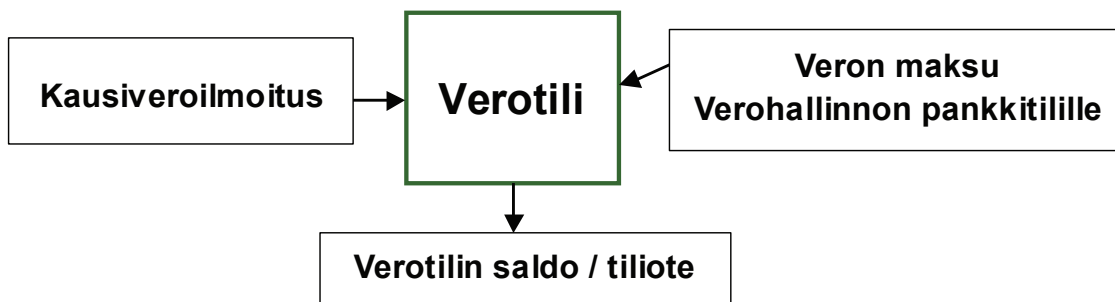 Kausiveroilmoitus
Verotili
Veron maksu
Verohallinnon pankkitilille
Verotilin saldo / tiliote